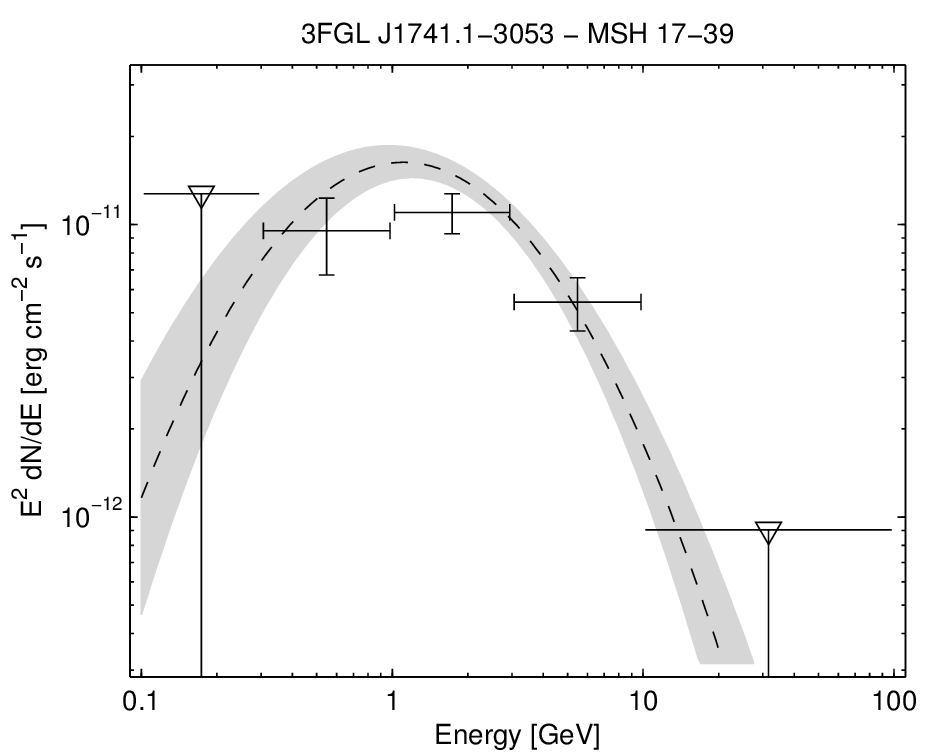 3FGL J1741.1−3053 − MSH 17−39
E² dN/dE [erg cm⁻² s⁻¹]
10⁻¹¹
10⁻¹²
0.1 1 10 100
Energy [GeV]